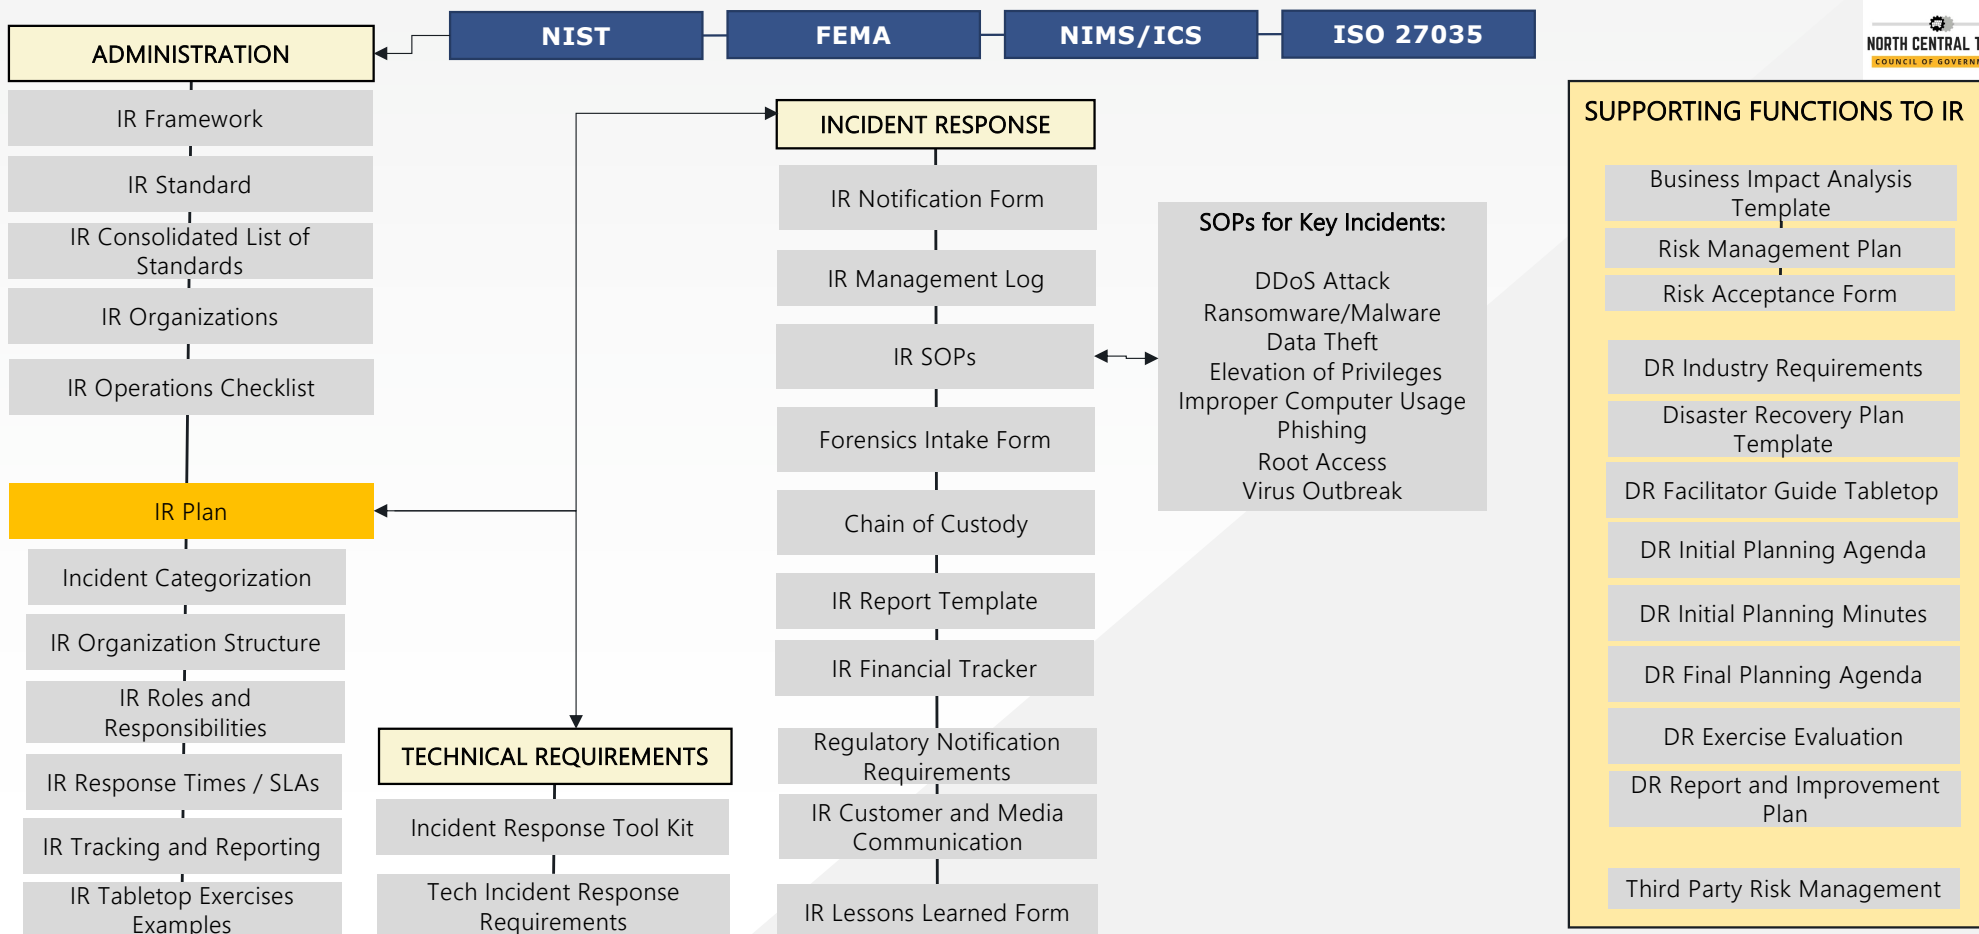 NIST
FEMA
NIMS/ICS
ISO 27035
NORTH CENTRAL T
COUNCIL OF GOVERNM
ADMINISTRATION
IR Framework
IR Standard
IR Consolidated List of
Standards
IR Organizations
IR Operations Checklist
IR Plan
Incident Categorization
IR Organization Structure
IR Roles and
Responsibilities
IR Response Times / SLAs
IR Tracking and Reporting
IR Tabletop Exercises
Examples
TECHNICAL REQUIREMENTS
Incident Response Tool Kit
Tech Incident Response
Requirements
INCIDENT RESPONSE
IR Notification Form
IR Management Log
IR SOPs
Forensics Intake Form
Chain of Custody
IR Report Template
IR Financial Tracker
Regulatory Notification
Requirements
IR Customer and Media
Communication
IR Lessons Learned Form
SOPs for Key Incidents:
DDoS Attack
Ransomware/Malware
Data Theft
Elevation of Privileges
Improper Computer Usage
Phishing
Root Access
Virus Outbreak
SUPPORTING FUNCTIONS TO IR
Business Impact Analysis
Template
Risk Management Plan
Risk Acceptance Form
DR Industry Requirements
Disaster Recovery Plan
Template
DR Facilitator Guide Tabletop
DR Initial Planning Agenda
DR Initial Planning Minutes
DR Final Planning Agenda
DR Exercise Evaluation
DR Report and Improvement
Plan
Third Party Risk Management